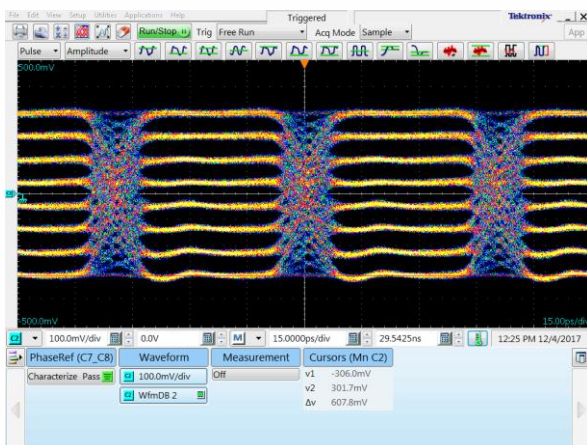 File Edit View Setup Utilities Applications Help Triggered Tektronix
Run/Stop Trig Free Run Acq Mode Sample App
Pulse Amplitude
500.0mV
-500.0mV 15.00ps/div
C2 100.0mV/div 0.0V M 15.0000ps/div 29.5425ns 12:25 PM 12/4/2017
PhaseRef (C7_C8) Waveform Measurement Cursors (Mn C2)
Characterize Pass C2 100.0mV/div Off v1 -306.0mV
C2 WfmDB 2 v2 301.7mV
Δv 607.8mV